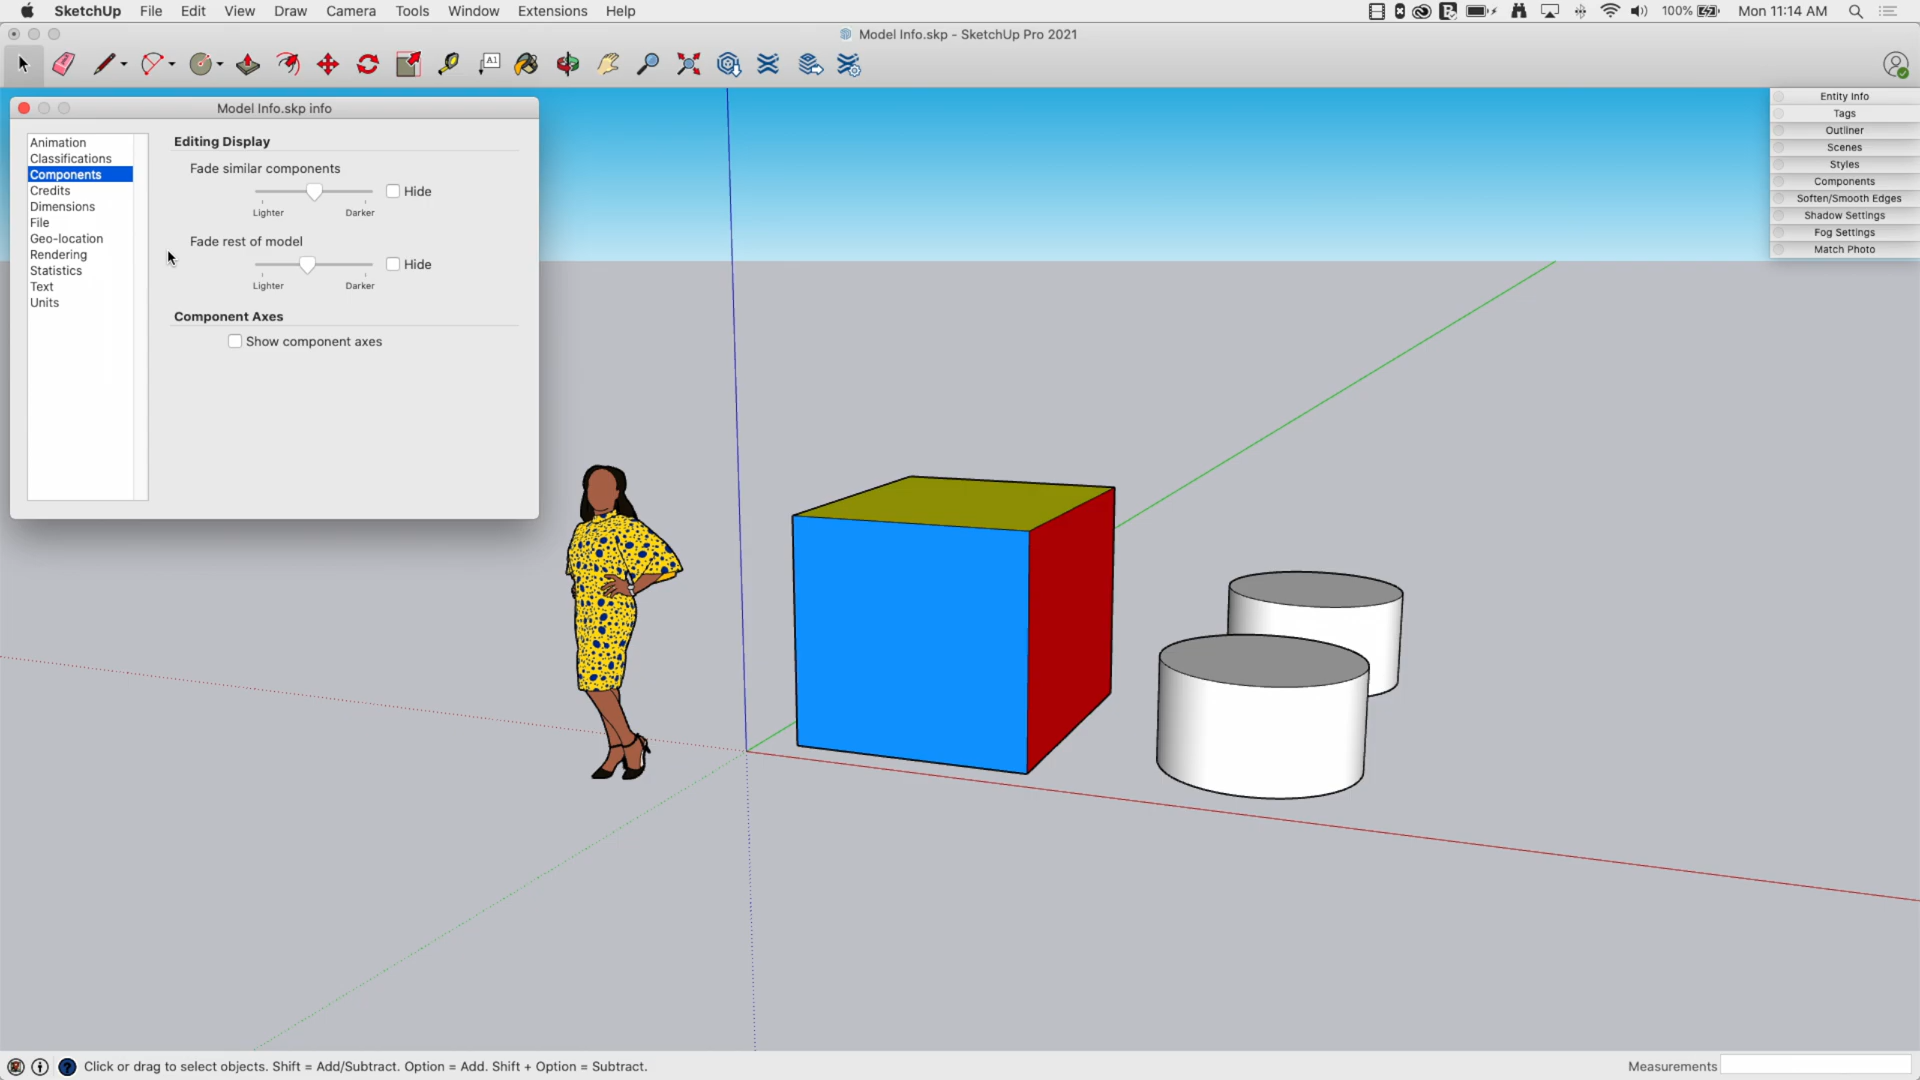 SketchUp File Edit View Draw Camera Tools Window Extensions Help 100% Mon 11:14 AM
Model Info.skp - SketchUp Pro 2021
A1
Model Info.skp info
Animation
Classifications
Components
Credits
Dimensions
File
Geo-location
Rendering
Statistics
Text
Units
Editing Display
Fade similar components
Hide
Lighter Darker
Fade rest of model
Hide
Lighter Darker
Component Axes
Show component axes
Entity Info
Tags
Outliner
Scenes
Styles
Components
Soften/Smooth Edges
Shadow Settings
Fog Settings
Match Photo
Click or drag to select objects. Shift = Add/Subtract. Option = Add. Shift + Option = Subtract.
Measurements